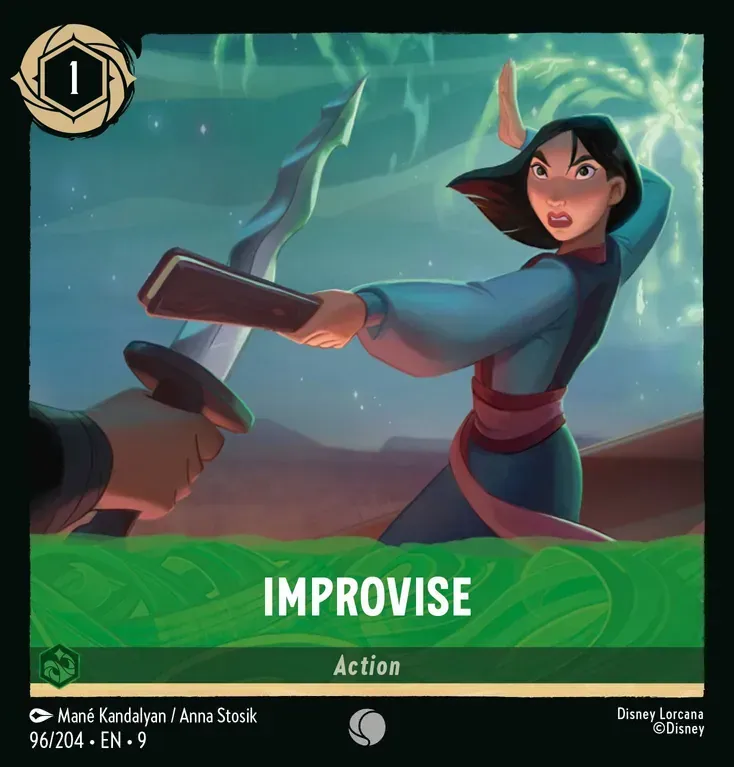 1
IMPROVISE
Action
Mané Kandalyan / Anna Stosik
96/204 • EN • 9
Disney Lorcana
©Disney